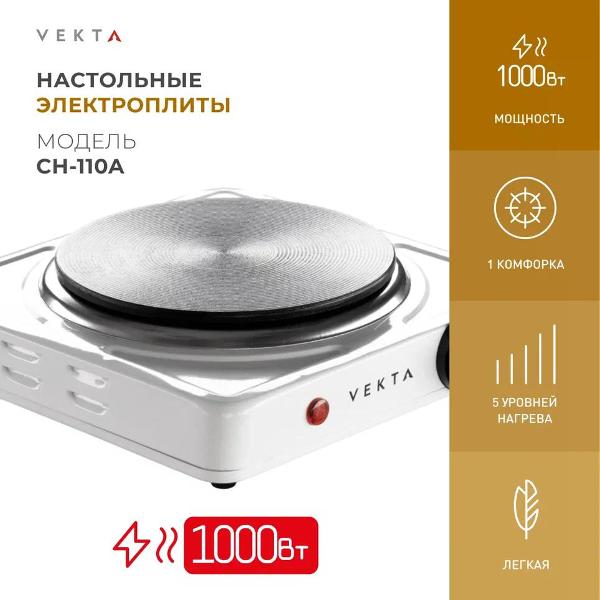 VEKTA
НАСТОЛЬНЫЕ
ЭЛЕКТРОПЛИТЫ
МОДЕЛЬ
CH-110A
1000Вт
МОЩНОСТЬ
1 КОМФОРКА
5 УРОВНЕЙ
НАГРЕВА
ЛЕГКАЯ
VEKTA
1000Вт